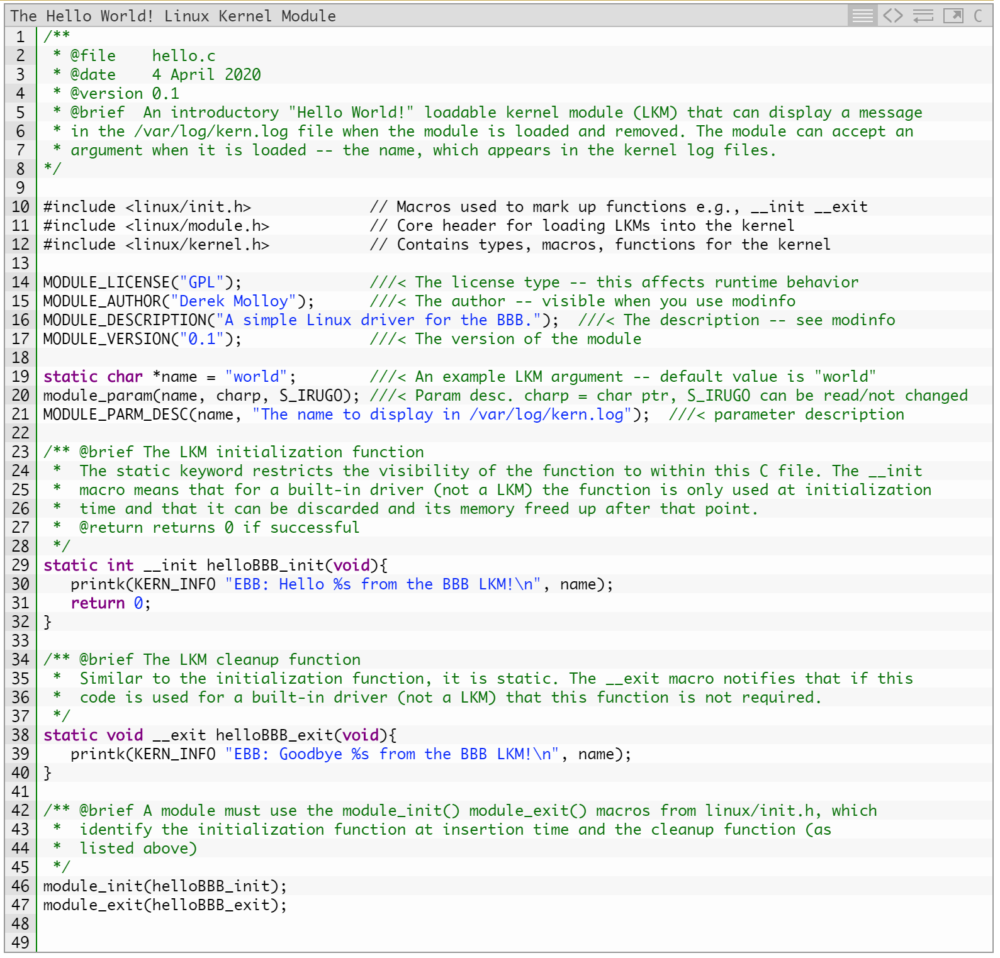 The Hello World! Linux Kernel Module C
1 /**
2  * @file    hello.c
3  * @date    4 April 2020
4  * @version 0.1
5  * @brief  An introductory "Hello World!" loadable kernel module (LKM) that can display a message
6  * in the /var/log/kern.log file when the module is loaded and removed. The module can accept an
7  * argument when it is loaded -- the name, which appears in the kernel log files.
8 */
9
10 #include <linux/init.h>             // Macros used to mark up functions e.g., __init __exit
11 #include <linux/module.h>           // Core header for loading LKMs into the kernel
12 #include <linux/kernel.h>           // Contains types, macros, functions for the kernel
13
14 MODULE_LICENSE("GPL");              ///< The license type -- this affects runtime behavior
15 MODULE_AUTHOR("Derek Molloy");      ///< The author -- visible when you use modinfo
16 MODULE_DESCRIPTION("A simple Linux driver for the BBB.");  ///< The description -- see modinfo
17 MODULE_VERSION("0.1");              ///< The version of the module
18
19 static char *name = "world";        ///< An example LKM argument -- default value is "world"
20 module_param(name, charp, S_IRUGO); ///< Param desc. charp = char ptr, S_IRUGO can be read/not changed
21 MODULE_PARM_DESC(name, "The name to display in /var/log/kern.log");  ///< parameter description
22
23 /** @brief The LKM initialization function
24  *  The static keyword restricts the visibility of the function to within this C file. The __init
25  *  macro means that for a built-in driver (not a LKM) the function is only used at initialization
26  *  time and that it can be discarded and its memory freed up after that point.
27  *  @return returns 0 if successful
28  */
29 static int __init helloBBB_init(void){
30    printk(KERN_INFO "EBB: Hello %s from the BBB LKM!\n", name);
31    return 0;
32 }
33
34 /** @brief The LKM cleanup function
35  *  Similar to the initialization function, it is static. The __exit macro notifies that if this
36  *  code is used for a built-in driver (not a LKM) that this function is not required.
37  */
38 static void __exit helloBBB_exit(void){
39    printk(KERN_INFO "EBB: Goodbye %s from the BBB LKM!\n", name);
40 }
41
42 /** @brief A module must use the module_init() module_exit() macros from linux/init.h, which
43  *  identify the initialization function at insertion time and the cleanup function (as
44  *  listed above)
45  */
46 module_init(helloBBB_init);
47 module_exit(helloBBB_exit);
48
49